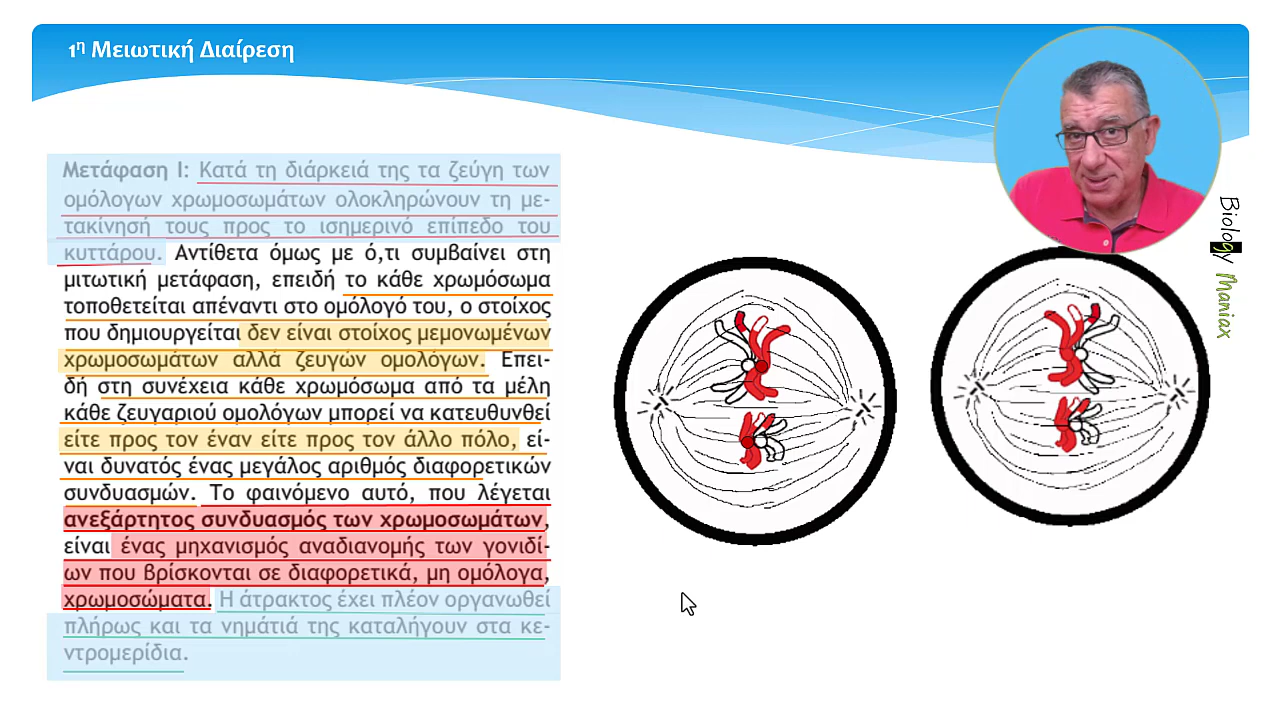 1η Μειωτική Διαίρεση
Μετάφαση Ι: Κατά τη διάρκειά της τα ζεύγη των
ομόλογων χρωμοσωμάτων ολοκληρώνουν τη με-
τακίνησή τους προς το ισημερινό επίπεδο του
κυττάρου. Αντίθετα όμως με ό,τι συμβαίνει στη
μιτωτική μετάφαση, επειδή το κάθε χρωμόσωμα
τοποθετείται απέναντι στο ομόλογό του, ο στοίχος
που δημιουργείται δεν είναι στοίχος μεμονωμένων
χρωμοσωμάτων αλλά ζευγών ομολόγων. Επει-
δή στη συνέχεια κάθε χρωμόσωμα από τα μέλη
κάθε ζευγαριού ομολόγων μπορεί να κατευθυνθεί
είτε προς τον έναν είτε προς τον άλλο πόλο, εί-
ναι δυνατός ένας μεγάλος αριθμός διαφορετικών
συνδυασμών. Το φαινόμενο αυτό, που λέγεται
ανεξάρτητος συνδυασμός των χρωμοσωμάτων,
είναι ένας μηχανισμός αναδιανομής των γονιδί-
ων που βρίσκονται σε διαφορετικά, μη ομόλογα,
χρωμοσώματα. Η άτρακτος έχει πλέον οργανωθεί
πλήρως και τα νημάτιά της καταλήγουν στα κε-
ντρομερίδια.
Biology Maniax